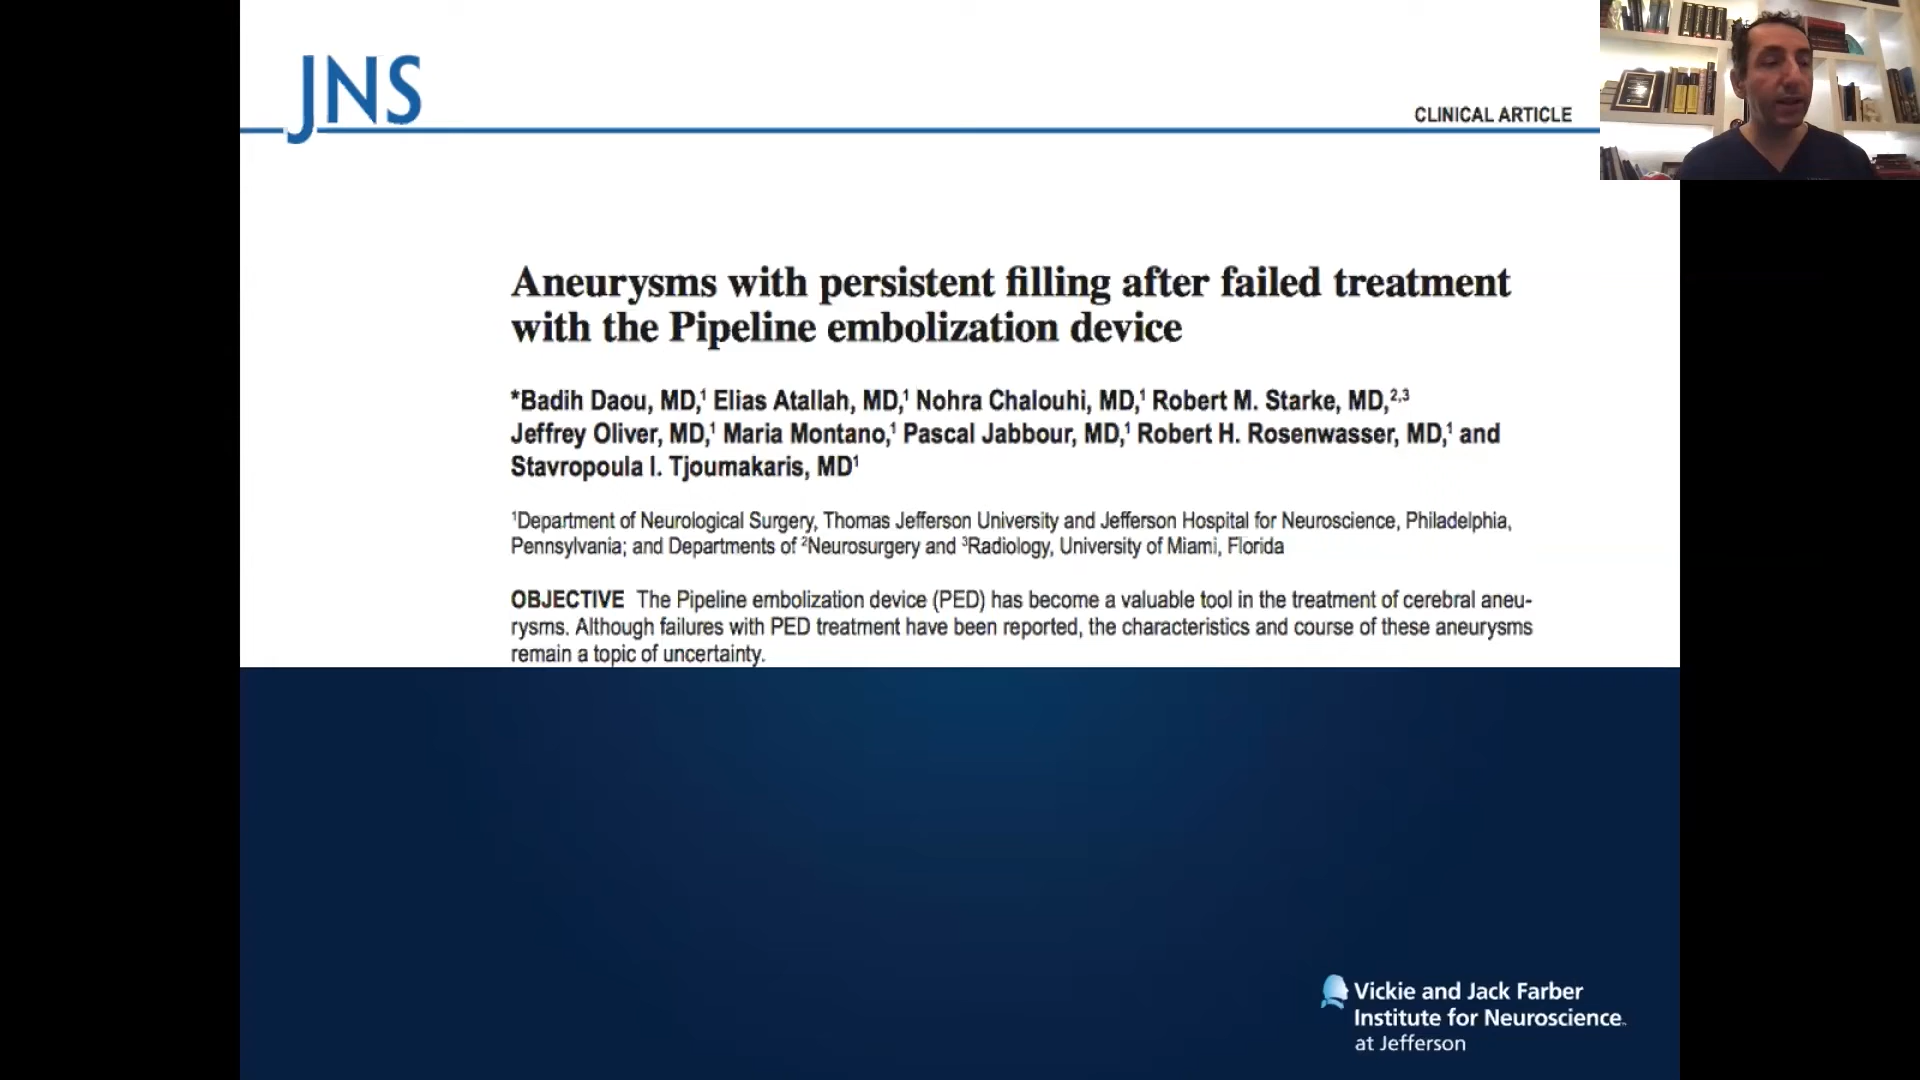 JNS
CLINICAL ARTICLE
Aneurysms with persistent filling after failed treatment
with the Pipeline embolization device
*Badih Daou, MD,¹ Elias Atallah, MD,¹ Nohra Chalouhi, MD,¹ Robert M. Starke, MD,²,³
Jeffrey Oliver, MD,¹ Maria Montano,¹ Pascal Jabbour, MD,¹ Robert H. Rosenwasser, MD,¹ and
Stavropoula I. Tjoumakaris, MD¹
¹Department of Neurological Surgery, Thomas Jefferson University and Jefferson Hospital for Neuroscience, Philadelphia,
Pennsylvania; and Departments of ²Neurosurgery and ³Radiology, University of Miami, Florida
OBJECTIVE The Pipeline embolization device (PED) has become a valuable tool in the treatment of cerebral aneu-
rysms. Although failures with PED treatment have been reported, the characteristics and course of these aneurysms
remain a topic of uncertainty.
Vickie and Jack Farber
Institute for Neuroscience
at Jefferson